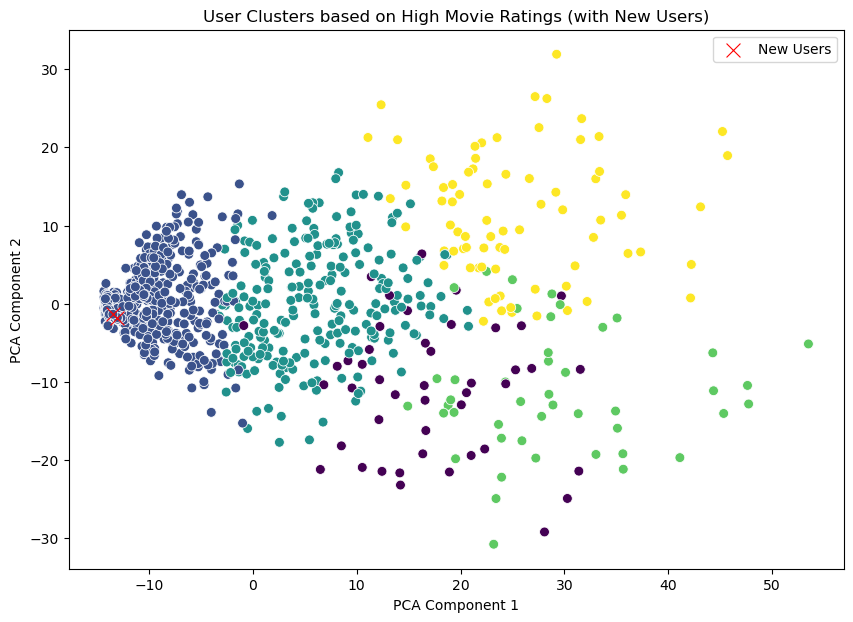 User Clusters based on High Movie Ratings (with New Users)
New Users
30
20
10
0
−10
−20
−30
PCA Component 2
−10 0 10 20 30 40 50
PCA Component 1